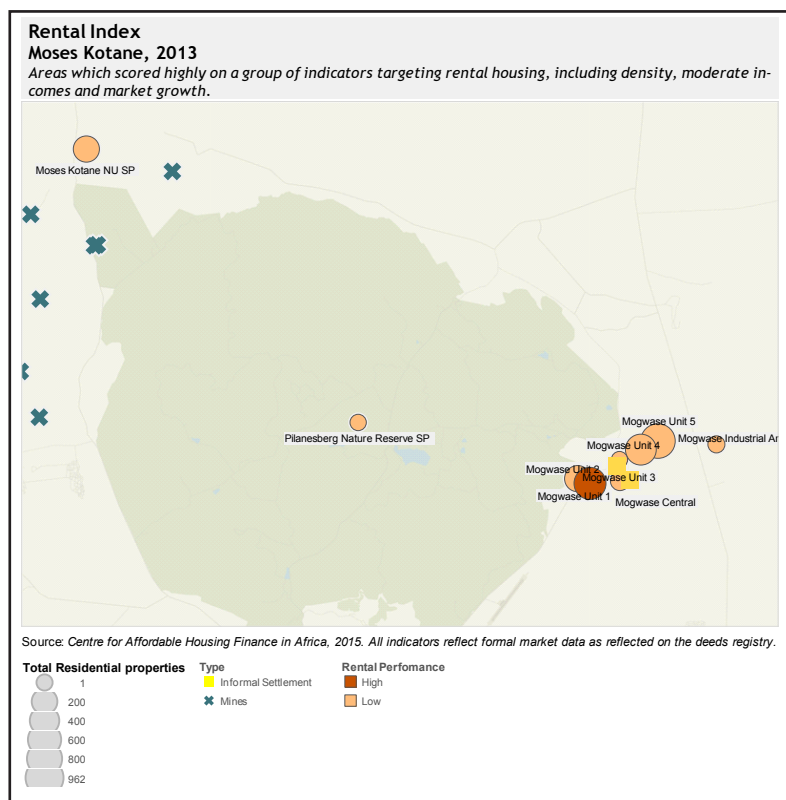 Rental Index
Moses Kotane, 2013
Areas which scored highly on a group of indicators targeting rental housing, including density, moderate in-
comes and market growth.
Moses Kotane NU SP
Pilanesberg Nature Reserve SP
Mogwase Unit 5
Mogwase Unit 4
Mogwase Industrial Ar
Mogwase Unit 2
Mogwase Unit 3
Mogwase Unit 1
Mogwase Central
Source: Centre for Affordable Housing Finance in Africa, 2015. All indicators reflect formal market data as reflected on the deeds registry.
Total Residential properties
1
200
400
600
800
962
Type
Informal Settlement
Mines
Rental Perfomance
High
Low